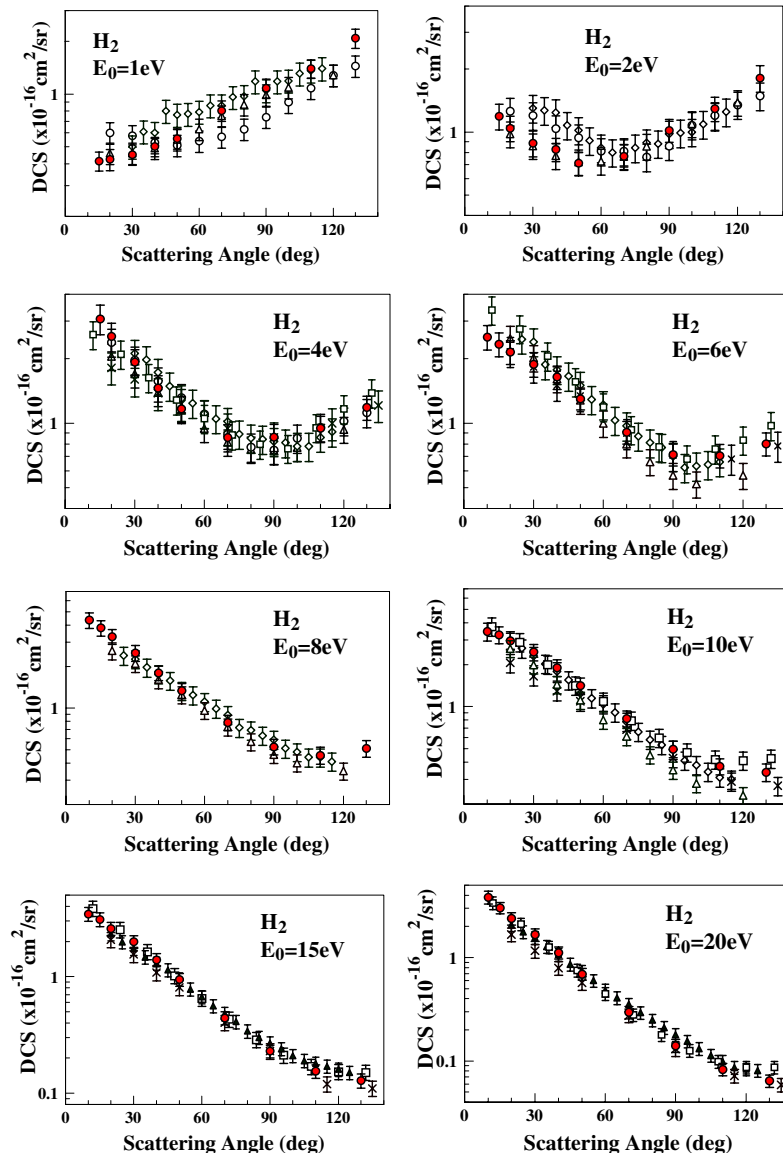 H2
E0=1eV
1
DCS (x10-16cm2/sr)
0 30 60 90 120
Scattering Angle (deg)
H2
E0=2eV
1
DCS (x10-16cm2/sr)
0 30 60 90 120
Scattering Angle (deg)
H2
E0=4eV
1
DCS (x10-16cm2/sr)
0 30 60 90 120
Scattering Angle (deg)
H2
E0=6eV
1
DCS (x10-16cm2/sr)
0 30 60 90 120
Scattering Angle (deg)
H2
E0=8eV
1
DCS (x10-16cm2/sr)
0 30 60 90 120
Scattering Angle (deg)
H2
E0=10eV
1
DCS (x10-16cm2/sr)
0 30 60 90 120
Scattering Angle (deg)
H2
E0=15eV
1
0.1
DCS (x10-16cm2/sr)
0 30 60 90 120
Scattering Angle (deg)
H2
E0=20eV
1
0.1
DCS (x10-16cm2/sr)
0 30 60 90 120
Scattering Angle (deg)